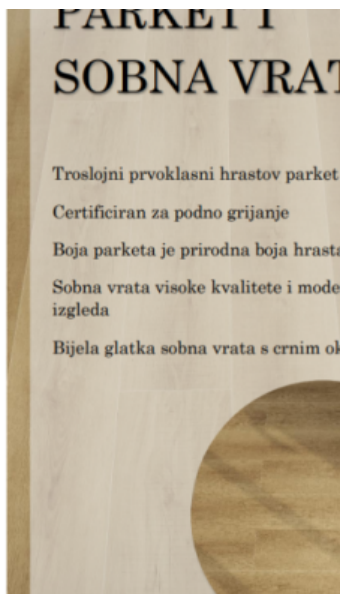 PARKET I
SOBNA VRAT
Troslojni prvoklasni hrastov parket
Certificiran za podno grijanje
Boja parketa je prirodna boja hrasta
Sobna vrata visoke kvalitete i mode
izgleda
Bijela glatka sobna vrata s crnim ok